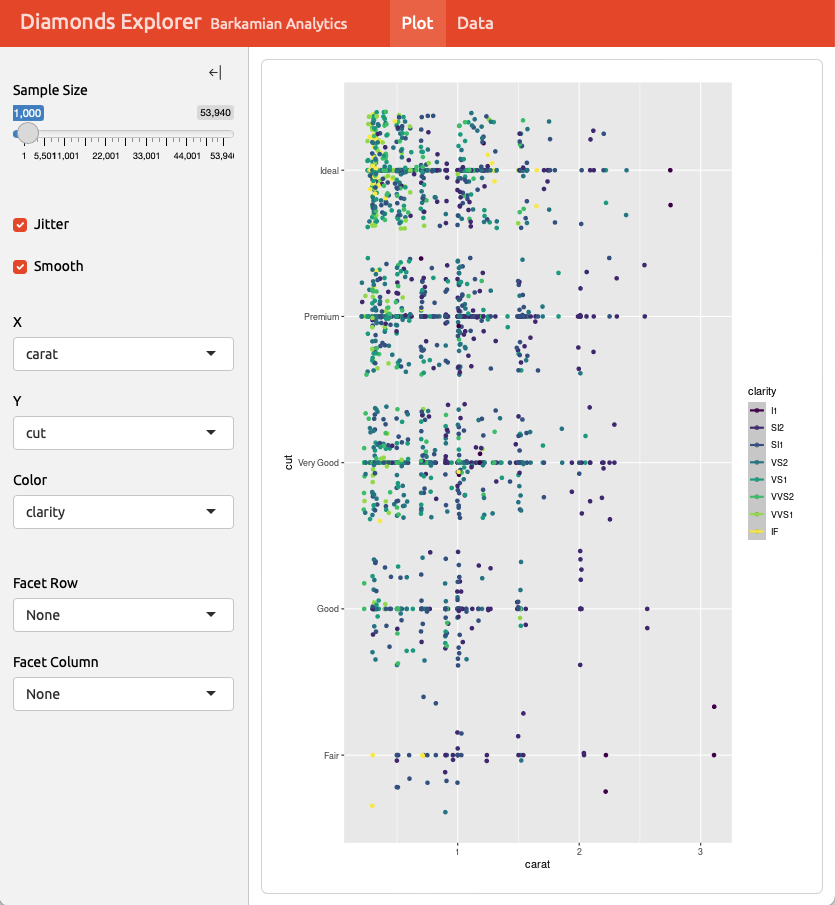 Diamonds Explorer Barkamian Analytics Plot Data
Sample Size
1,000 53,940
1 5,501 11,001 22,001 33,001 44,001 53,940
Jitter
Smooth
X
carat
Y
cut
Color
clarity
Facet Row
None
Facet Column
None
cut
Ideal
Premium
Very Good
Good
Fair
1 2 3
carat
clarity
I1
SI2
SI1
VS2
VS1
VVS2
VVS1
IF